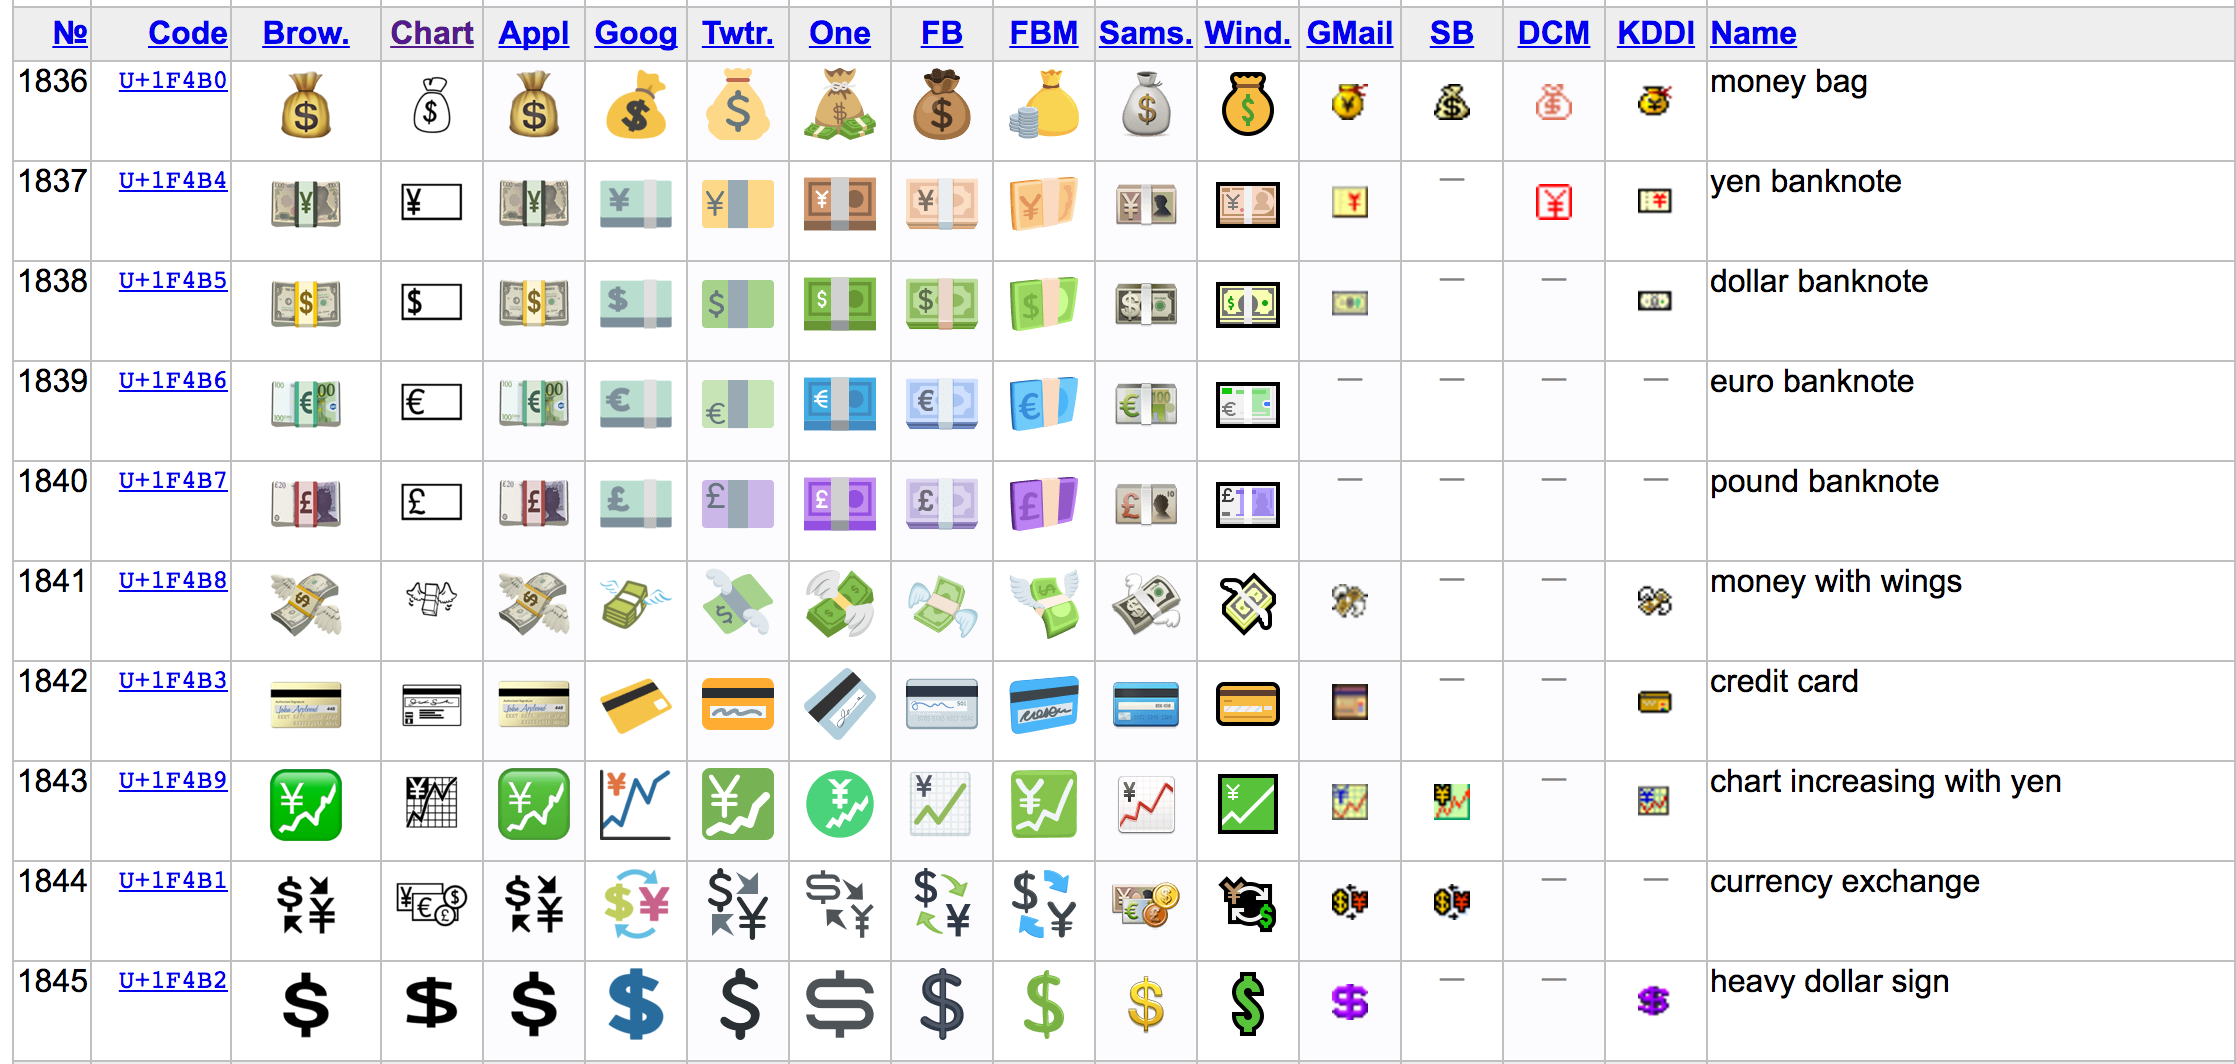 № Code Brow. Chart Appl Goog Twtr. One FB FBM Sams. Wind. GMail SB DCM KDDI Name
1836 U+1F4B0 money bag
1837 U+1F4B4 — yen banknote
1838 U+1F4B5 — — dollar banknote
1839 U+1F4B6 — — — — euro banknote
1840 U+1F4B7 — — — — pound banknote
1841 U+1F4B8 — — money with wings
1842 U+1F4B3 — — credit card
1843 U+1F4B9 — chart increasing with yen
1844 U+1F4B1 — — currency exchange
1845 U+1F4B2 — — heavy dollar sign